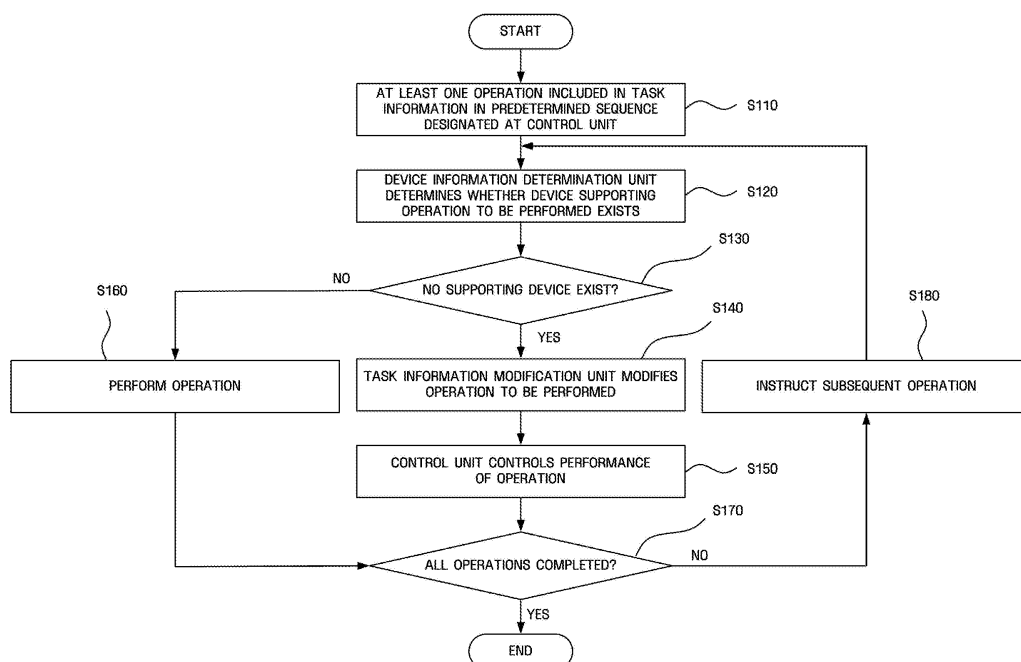 START
AT LEAST ONE OPERATION INCLUDED IN TASK
INFORMATION IN PREDETERMINED SEQUENCE
DESIGNATED AT CONTROL UNIT
S110
DEVICE INFORMATION DETERMINATION UNIT
DETERMINES WHETHER DEVICE SUPPORTING
OPERATION TO BE PERFORMED EXISTS
S120
S130
NO SUPPORTING DEVICE EXIST?
NO
YES
S160
PERFORM OPERATION
S140
TASK INFORMATION MODIFICATION UNIT MODIFIES
OPERATION TO BE PERFORMED
S180
INSTRUCT SUBSEQUENT OPERATION
CONTROL UNIT CONTROLS PERFORMANCE
OF OPERATION
S150
S170
ALL OPERATIONS COMPLETED?
NO
YES
END